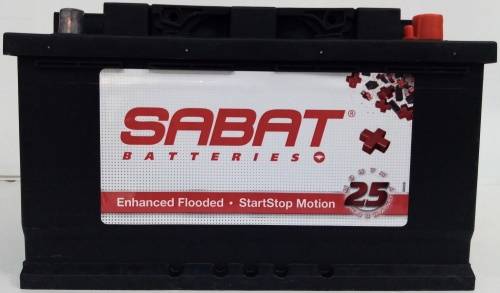 SABAT®
BATTERIES
Enhanced Flooded • StartStop Motion
25